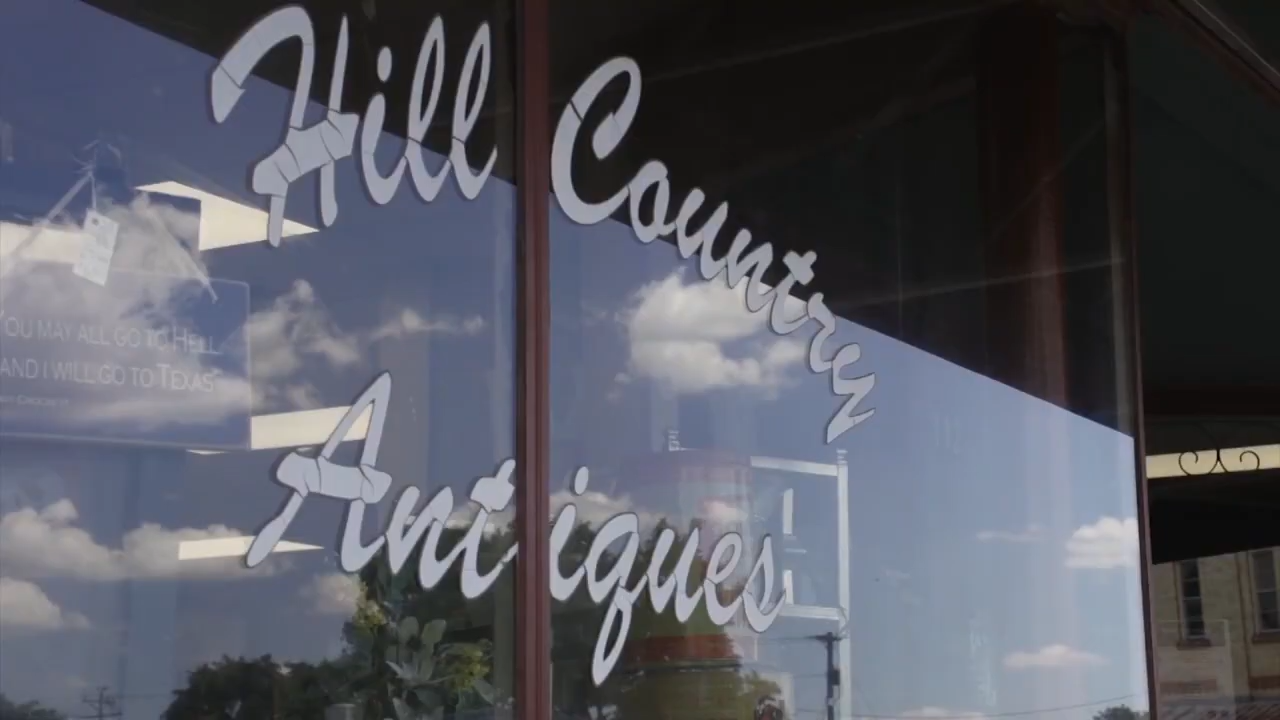 Hill Country
Antiques
YOU MAY ALL GO TO HELL
AND I WILL GO TO TEXAS